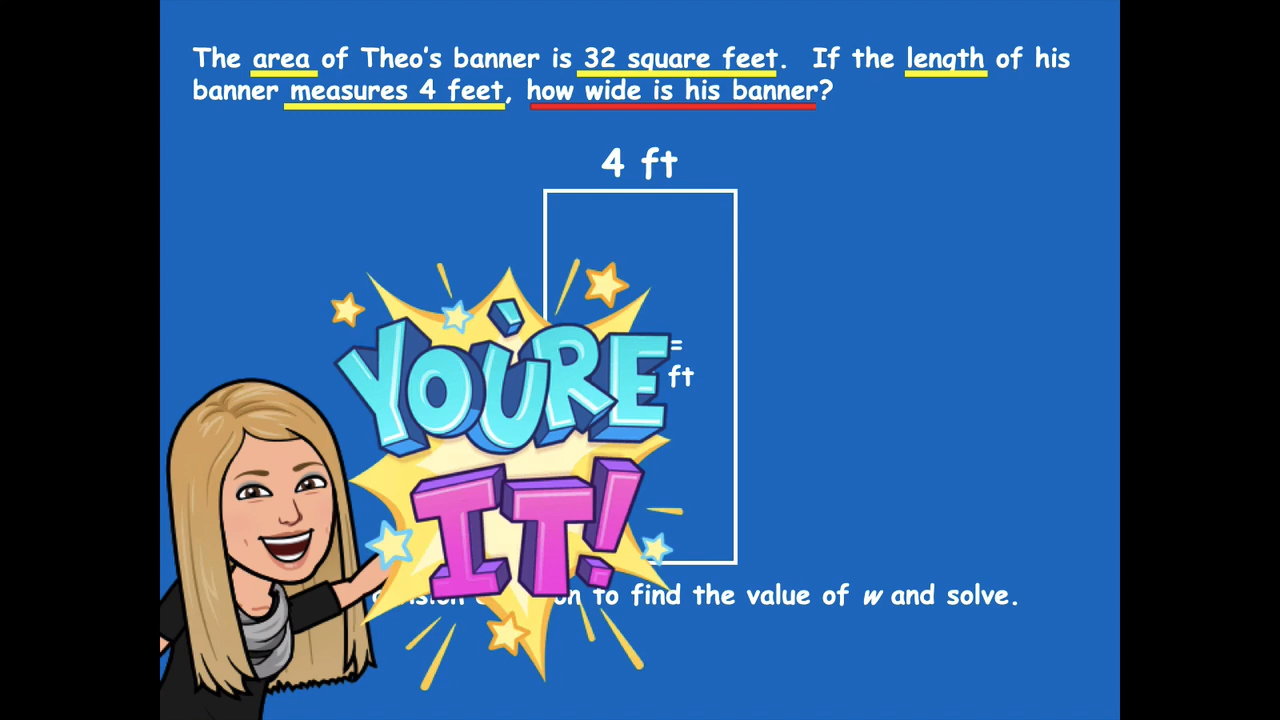 The area of Theo's banner is 32 square feet. If the length of his
banner measures 4 feet, how wide is his banner?
4 ft
=
ft
YOU'RE
IT!
to find the value of w and solve.